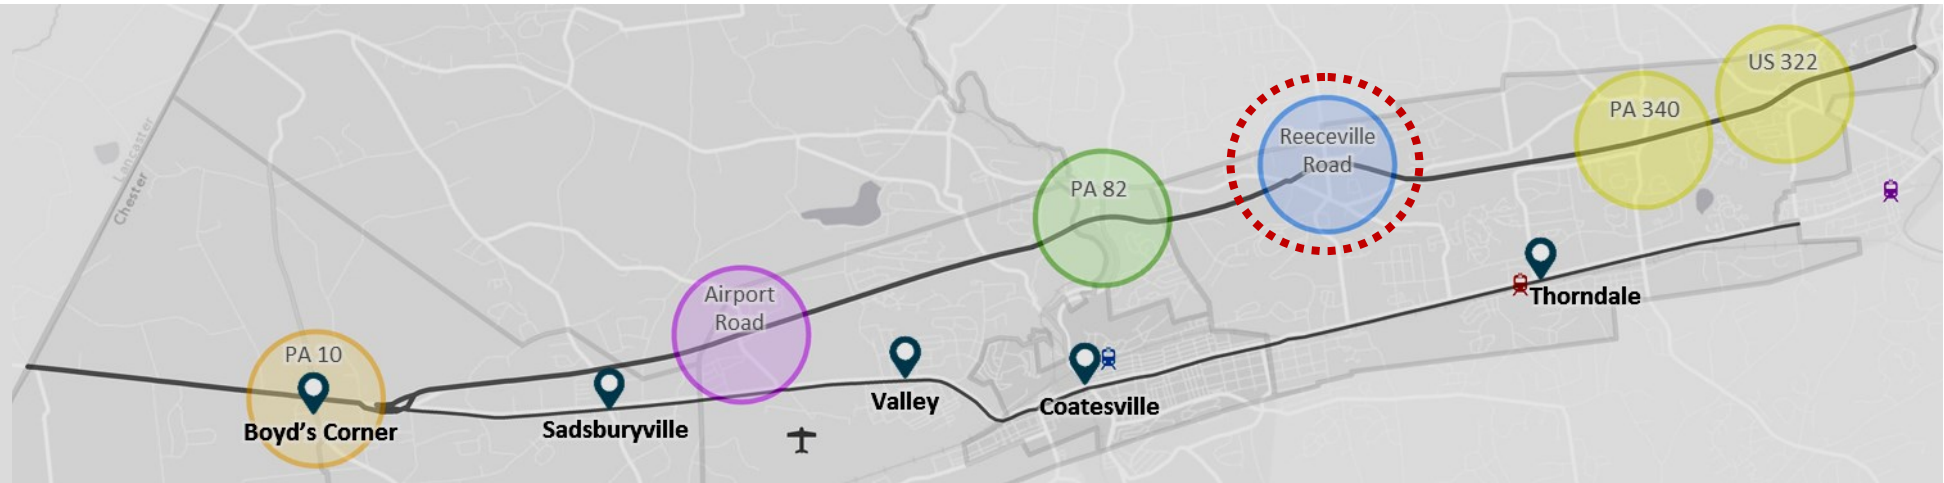 US 322
PA 340
Reeceville
Road
PA 82
Lancaster
Chester
Airport
Road
Thorndale
PA 10
Valley
Coatesville
Boyd's Corner
Sadsburyville